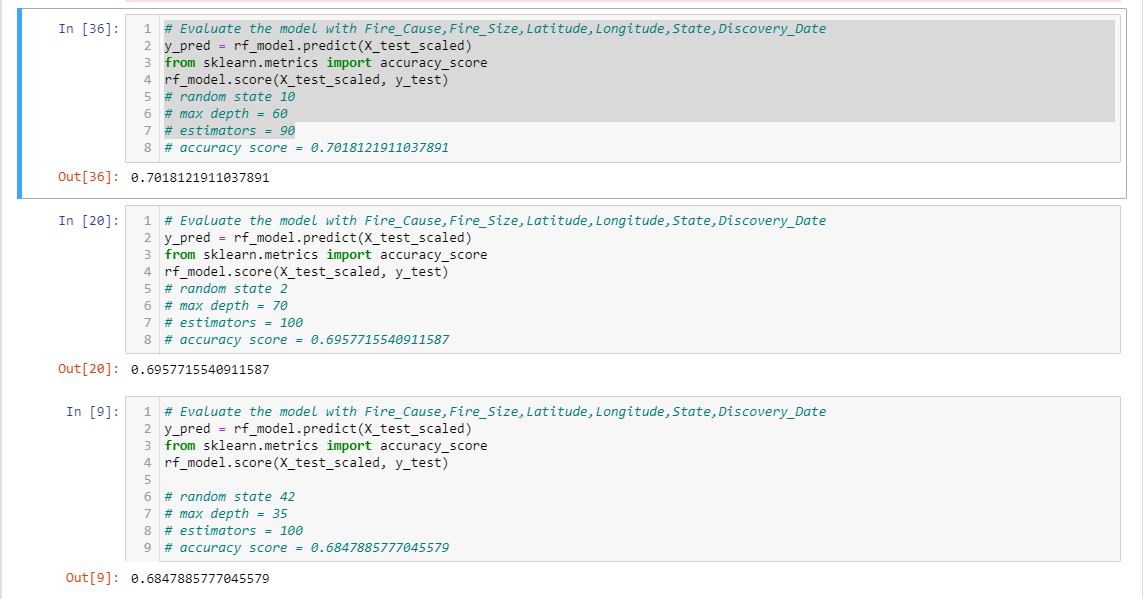 In [36]:
1 # Evaluate the model with Fire_Cause,Fire_Size,Latitude,Longitude,State,Discovery_Date
2 y_pred = rf_model.predict(X_test_scaled)
3 from sklearn.metrics import accuracy_score
4 rf_model.score(X_test_scaled, y_test)
5 # random state 10
6 # max depth = 60
7 # estimators = 90
8 # accuracy score = 0.7018121911037891
Out[36]: 0.7018121911037891
In [20]:
1 # Evaluate the model with Fire_Cause,Fire_Size,Latitude,Longitude,State,Discovery_Date
2 y_pred = rf_model.predict(X_test_scaled)
3 from sklearn.metrics import accuracy_score
4 rf_model.score(X_test_scaled, y_test)
5 # random state 2
6 # max depth = 70
7 # estimators = 100
8 # accuracy score = 0.6957715540911587
Out[20]: 0.6957715540911587
In [9]:
1 # Evaluate the model with Fire_Cause,Fire_Size,Latitude,Longitude,State,Discovery_Date
2 y_pred = rf_model.predict(X_test_scaled)
3 from sklearn.metrics import accuracy_score
4 rf_model.score(X_test_scaled, y_test)
5
6 # random state 42
7 # max depth = 35
8 # estimators = 100
9 # accuracy score = 0.6847885777045579
Out[9]: 0.6847885777045579